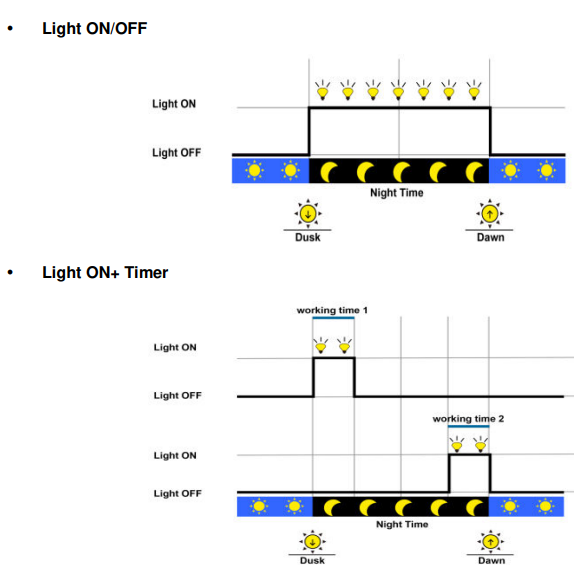 • Light ON/OFF
Light ON
Light OFF
Night Time
Dusk
Dawn
• Light ON+ Timer
working time 1
Light ON
Light OFF
working time 2
Light ON
Light OFF
Night Time
Dusk
Dawn